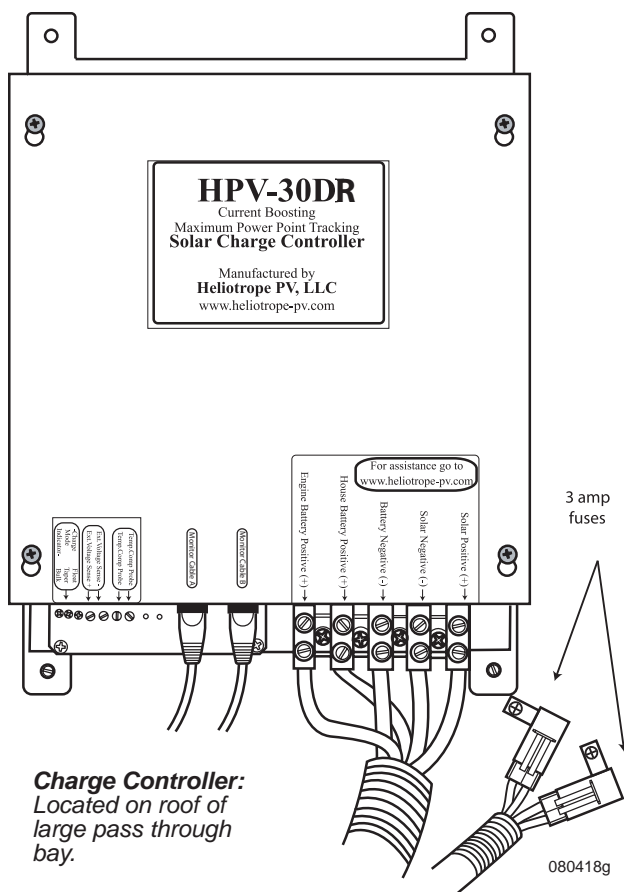 HPV-30DR
Current Boosting
Maximum Power Point Tracking
Solar Charge Controller
Manufactured by
Heliotrope PV, LLC
www.heliotrope-pv.com
For assistance go to
www.heliotrope-pv.com
Engine Battery Positive (+)
House Battery Positive (+)
Battery Negative (-)
Solar Negative (-)
Solar Positive (+)
-Charge
Mode
Indicator-
Float
Taper
Bulk
Ext.Voltage Sense -
Ext.Voltage Sense +
Temp.Comp Probe
Temp.Comp Probe
Monitor Cable A
Monitor Cable B
3 amp
fuses
Charge Controller:
Located on roof of
large pass through
bay.
080418g